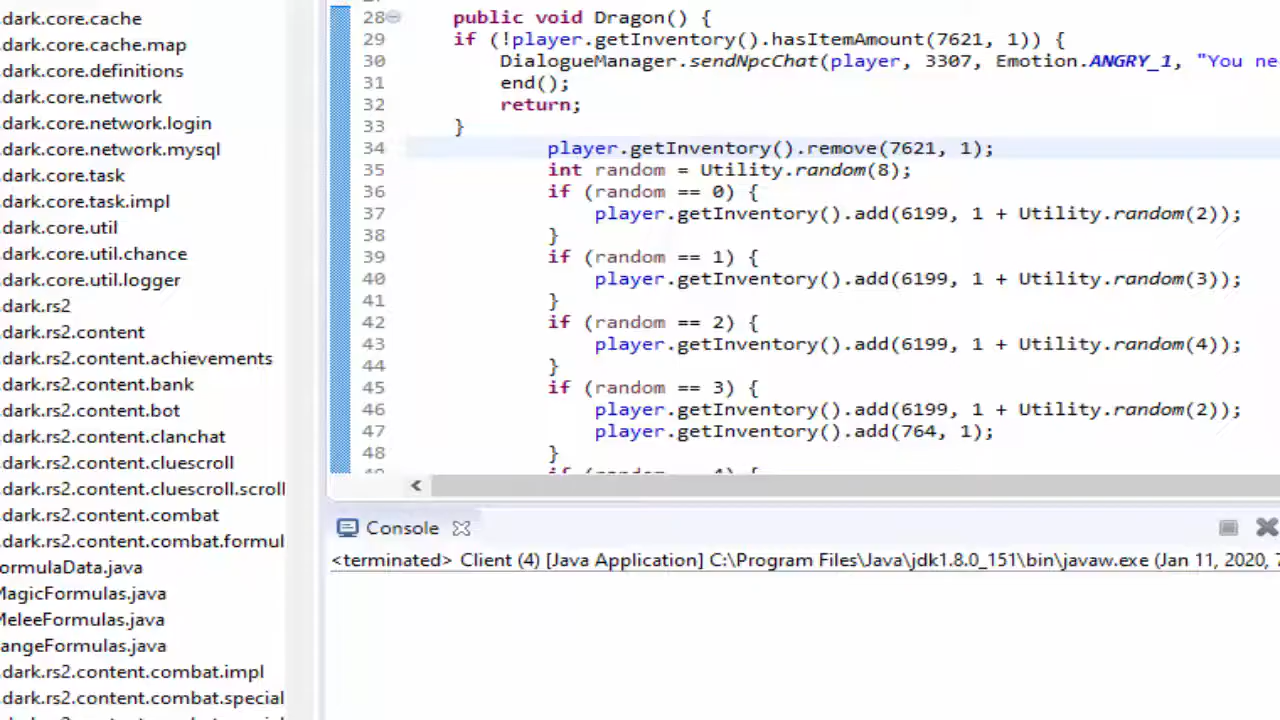 .dark.core.cache
.dark.core.cache.map
.dark.core.definitions
.dark.core.network
.dark.core.network.login
.dark.core.network.mysql
.dark.core.task
.dark.core.task.impl
.dark.core.util
.dark.core.util.chance
.dark.core.util.logger
.dark.rs2
.dark.rs2.content
.dark.rs2.content.achievements
.dark.rs2.content.bank
.dark.rs2.content.bot
.dark.rs2.content.clanchat
.dark.rs2.content.cluescroll
.dark.rs2.content.cluescroll.scroll
.dark.rs2.content.combat
.dark.rs2.content.combat.formul
ormulaData.java
MagicFormulas.java
MeleeFormulas.java
angeFormulas.java
.dark.rs2.content.combat.impl
.dark.rs2.content.combat.special
28 public void Dragon() {
29 if (!player.getInventory().hasItemAmount(7621, 1)) {
30 DialogueManager.sendNpcChat(player, 3307, Emotion.ANGRY_1, "You ne
31 end();
32 return;
33 }
34 player.getInventory().remove(7621, 1);
35 int random = Utility.random(8);
36 if (random == 0) {
37 player.getInventory().add(6199, 1 + Utility.random(2));
38 }
39 if (random == 1) {
40 player.getInventory().add(6199, 1 + Utility.random(3));
41 }
42 if (random == 2) {
43 player.getInventory().add(6199, 1 + Utility.random(4));
44 }
45 if (random == 3) {
46 player.getInventory().add(6199, 1 + Utility.random(2));
47 player.getInventory().add(764, 1);
48 }
Console
<terminated> Client (4) [Java Application] C:\Program Files\Java\jdk1.8.0_151\bin\javaw.exe (Jan 11, 2020, 7